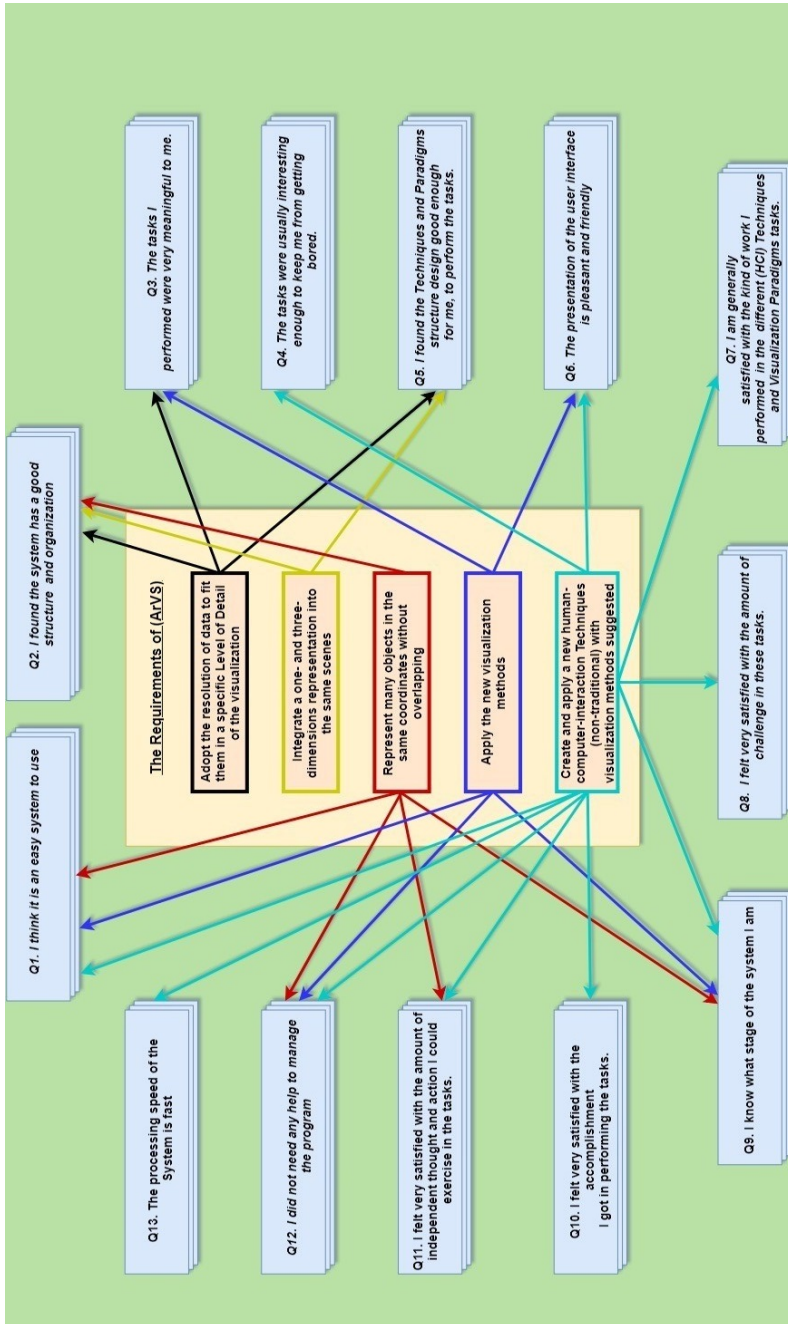 Q1. I think it is an easy system to use
Q2. I found the system has a good
structure and organization
Q3. The tasks I
performed were very meaningful to me.
Q4. The tasks were usually interesting
enough to keep me from getting
bored.
Q5. I found the Techniques and Paradigms
structure design good enough
for me, to perform the tasks.
Q6. The presentation of the user interface
is pleasant and friendly
Q7. I am generally
satisfied with the kind of work I
performed in the different (HCI) Techniques
and Visualization Paradigms tasks.
Q8. I felt very satisfied with the amount of
challenge in these tasks.
Q9. I know what stage of the system I am
Q10. I felt very satisfied with the
accomplishment
I got in performing the tasks.
Q11. I felt very satisfied with the amount of
independent thought and action I could
exercise in the tasks.
Q12. I did not need any help to manage
the program
Q13. The processing speed of the
System is fast
The Requirements of (ArVS)
Adopt the resolution of data to fit
them in a specific Level of Detail
of the visualization
Integrate a one- and three-
dimensions representation into
the same scenes
Represent many objects in the
same coordinates without
overlapping
Apply the new visualization
methods
Create and apply a new human-
computer-interaction Techniques
(non-traditional) with
visualization methods suggested